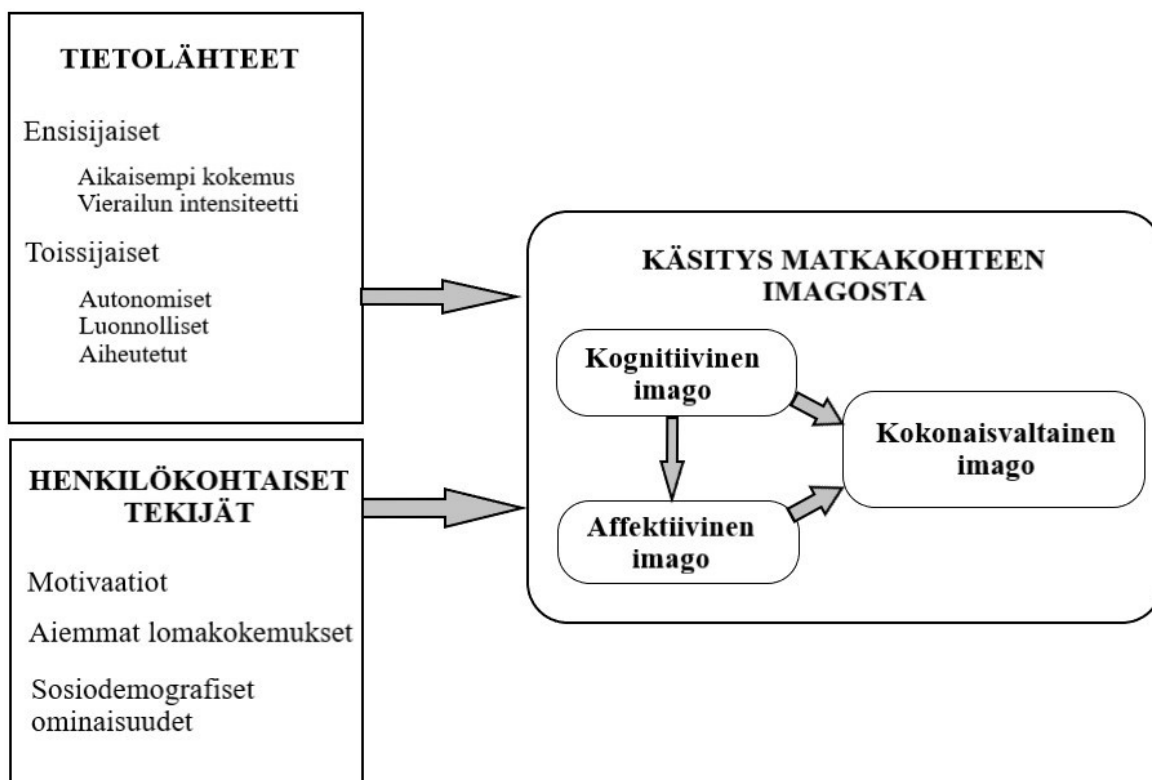 TIETOLÄHTEET
Ensisijaiset
Aikaisempi kokemus
Vierailun intensiteetti
Toissijaiset
Autonomiset
Luonnolliset
Aiheutetut
HENKILÖKOHTAISET
TEKIJÄT
Motivaatiot
Aiemmat lomakokemukset
Sosiodemografiset
ominaisuudet
KÄSITYS MATKAKOHTEEN
IMAGOSTA
Kognitiivinen
imago
Affektiivinen
imago
Kokonaisvaltainen
imago